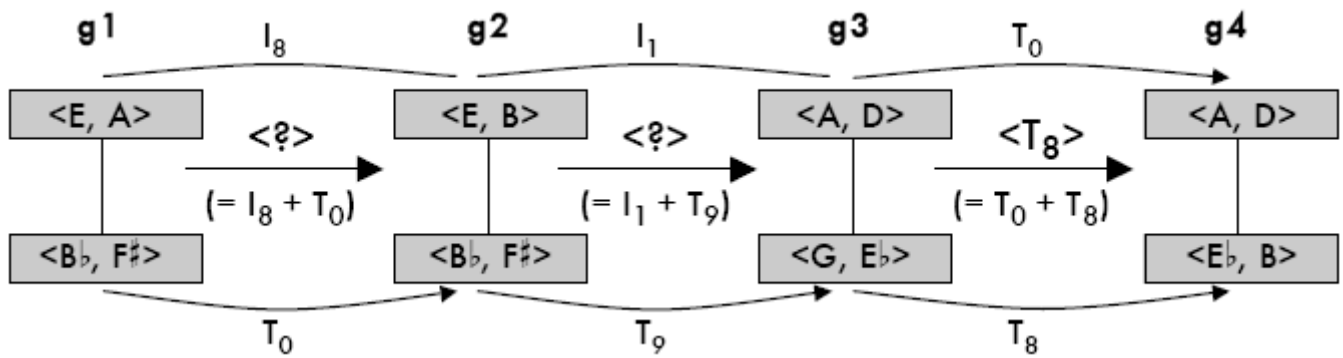 g1 I₈ g2 I₁ g3 T₀ g4
<E, A> <E, B> <A, D> <A, D>
<?> <?> <T₈>
(= I₈ + T₀) (= I₁ + T₉) (= T₀ + T₈)
<B♭, F♯> <B♭, F♯> <G, E♭> <E♭, B>
T₀ T₉ T₈